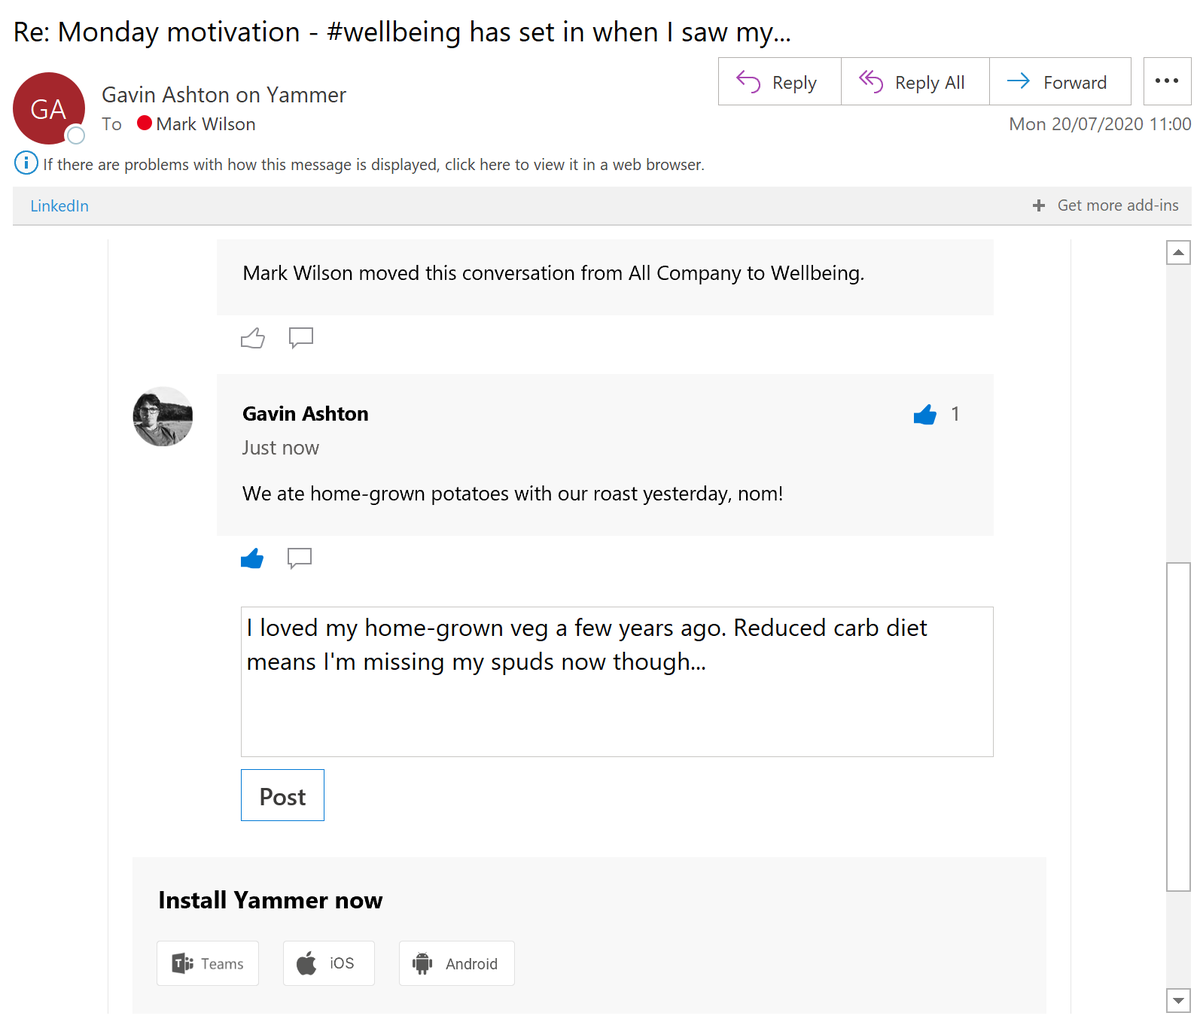 Re: Monday motivation - #wellbeing has set in when I saw my...
GA
Gavin Ashton on Yammer
To Mark Wilson
Reply
Reply All
Forward
Mon 20/07/2020 11:00
If there are problems with how this message is displayed, click here to view it in a web browser.
LinkedIn
+ Get more add-ins
Mark Wilson moved this conversation from All Company to Wellbeing.
Gavin Ashton
1
Just now
We ate home-grown potatoes with our roast yesterday, nom!
I loved my home-grown veg a few years ago. Reduced carb diet
means I'm missing my spuds now though...
Post
Install Yammer now
Teams
iOS
Android